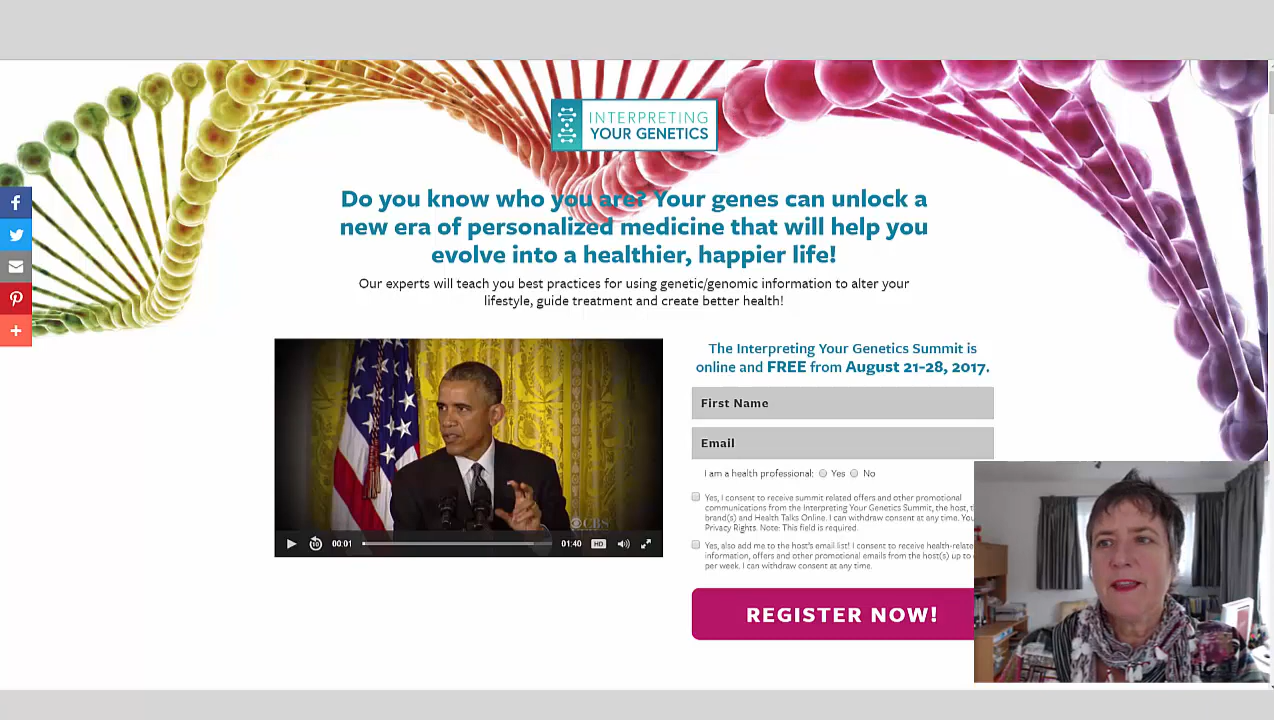 INTERPRETING
YOUR GENETICS
Do you know who you are? Your genes can unlock a
new era of personalized medicine that will help you
evolve into a healthier, happier life!
Our experts will teach you best practices for using genetic/genomic information to alter your
lifestyle, guide treatment and create better health!
The Interpreting Your Genetics Summit is
online and FREE from August 21-28, 2017.
First Name
Email
I am a health professional: Yes No
Yes, I consent to receive summit related offers and other promotional
communications from the Interpreting Your Genetics Summit, the host,
brand(s) and Health Talks Online. I can withdraw consent at any time.
Privacy Rights. Note: This field is required.
Yes, also add me to the host's email list! I consent to receive
information, offers and other promotional emails from the host(s) up to
per week. I can withdraw consent at any time.
CBS
10
00:01
01:40
HD
REGISTER NOW!